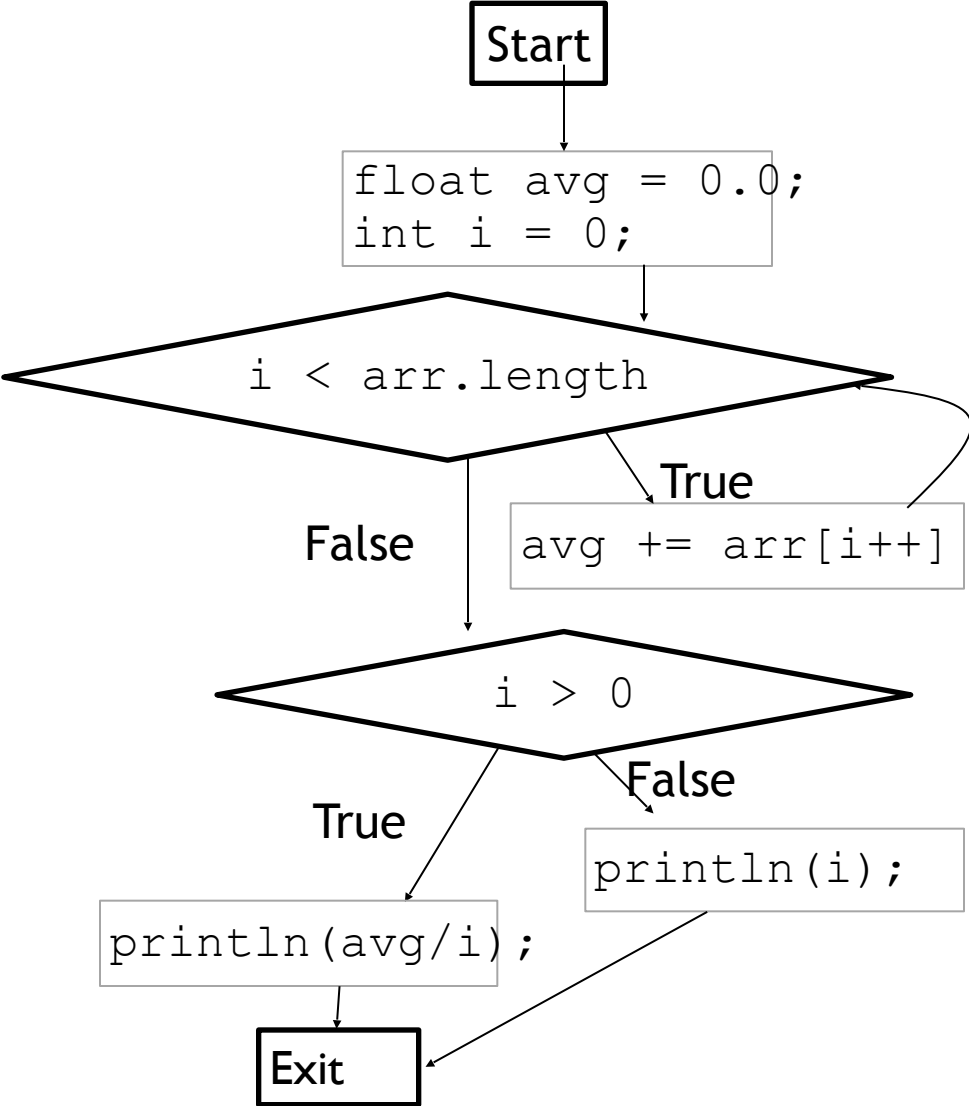 Start
float avg = 0.0;
int i = 0;
i < arr.length
True
False
avg += arr[i++]
i > 0
False
True
println(i);
println(avg/i);
Exit